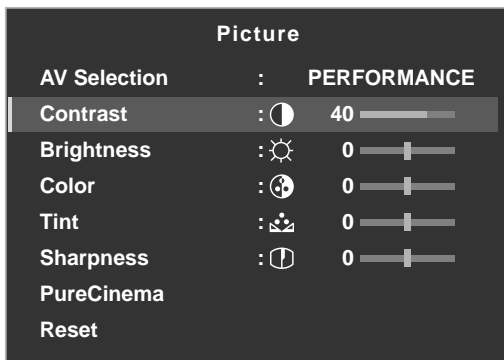 Picture
AV Selection : PERFORMANCE
Contrast : 40
Brightness : 0
Color : 0
Tint : 0
Sharpness : 0
PureCinema
Reset